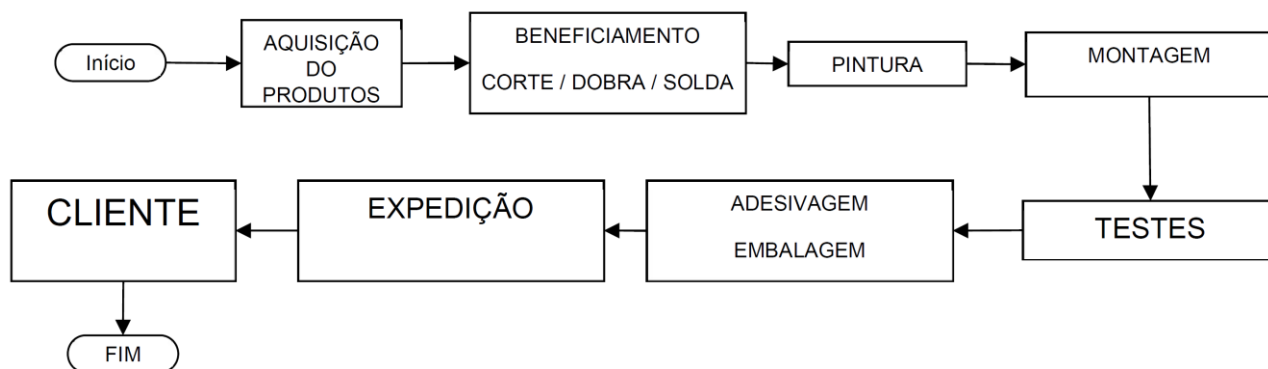 Início
AQUISIÇÃO
DO
PRODUTOS
BENEFICIAMENTO
CORTE / DOBRA / SOLDA
PINTURA
MONTAGEM
TESTES
ADESIVAGEM
EMBALAGEM
EXPEDIÇÃO
CLIENTE
FIM